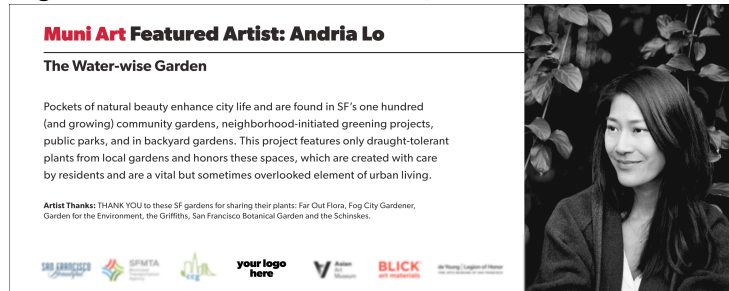 Muni Art Featured Artist: Andria Lo
The Water-wise Garden
Pockets of natural beauty enhance city life and are found in SF's one hundred
(and growing) community gardens, neighborhood-initiated greening projects,
public parks, and in backyard gardens. This project features only draught-tolerant
plants from local gardens and honors these spaces, which are created with care
by residents and are a vital but sometimes overlooked element of urban living.
Artist Thanks: THANK YOU to these SF gardens for sharing their plants: Far Out Flora, Fog City Gardener,
Garden for the Environment, the Griffiths, San Francisco Botanical Garden and the Schinskes.
SAN FRANCISCO
Beautiful
SFMTA
Municipal
Transportation
Agency
ccg
your logo
here
Asian
Art
Museum
BLICK
art materials
de Young | Legion of Honor